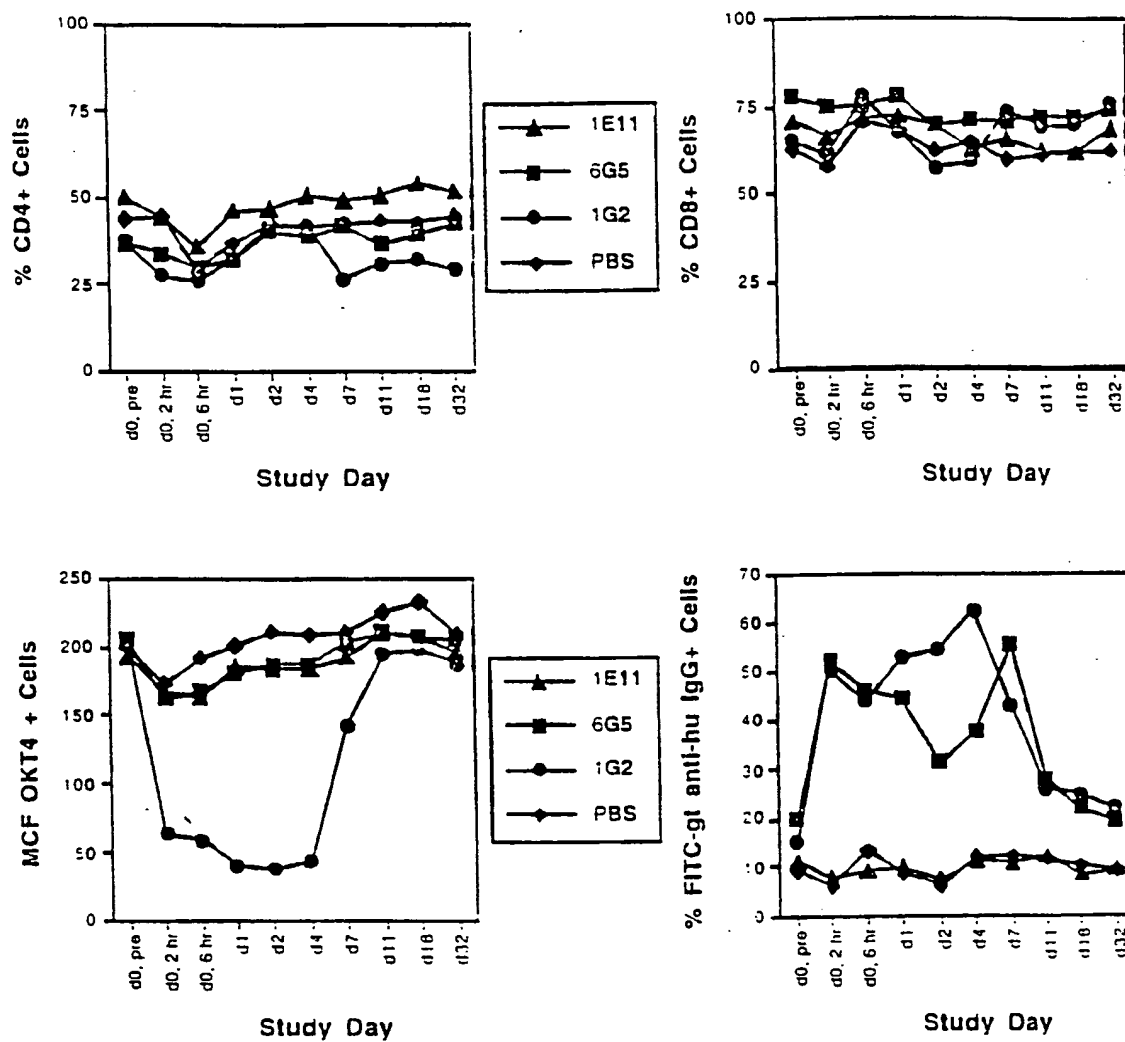 100
75
50
25
0
% CD4+ Cells
d0, pre
d0, 2 hr
d0, 6 hr
d1
d2
d4
d7
d11
d18
d32
Study Day
1E11
6G5
1G2
PBS
100
75
50
25
0
% CD8+ Cells
d0, pre
d0, 2 hr
d0, 6 hr
d1
d2
d4
d7
d11
d18
d32
Study Day
250
200
150
100
50
0
MCF OKT4 + Cells
d0, pre
d0, 2 hr
d0, 6 hr
d1
d2
d4
d7
d11
d18
d32
Study Day
1E11
6G5
1G2
PBS
70
60
50
40
30
20
10
0
% FITC-gt anti-hu IgG+ Cells
d0, pre
d0, 2 hr
d0, 6 hr
d1
d2
d4
d7
d11
d18
d32
Study Day